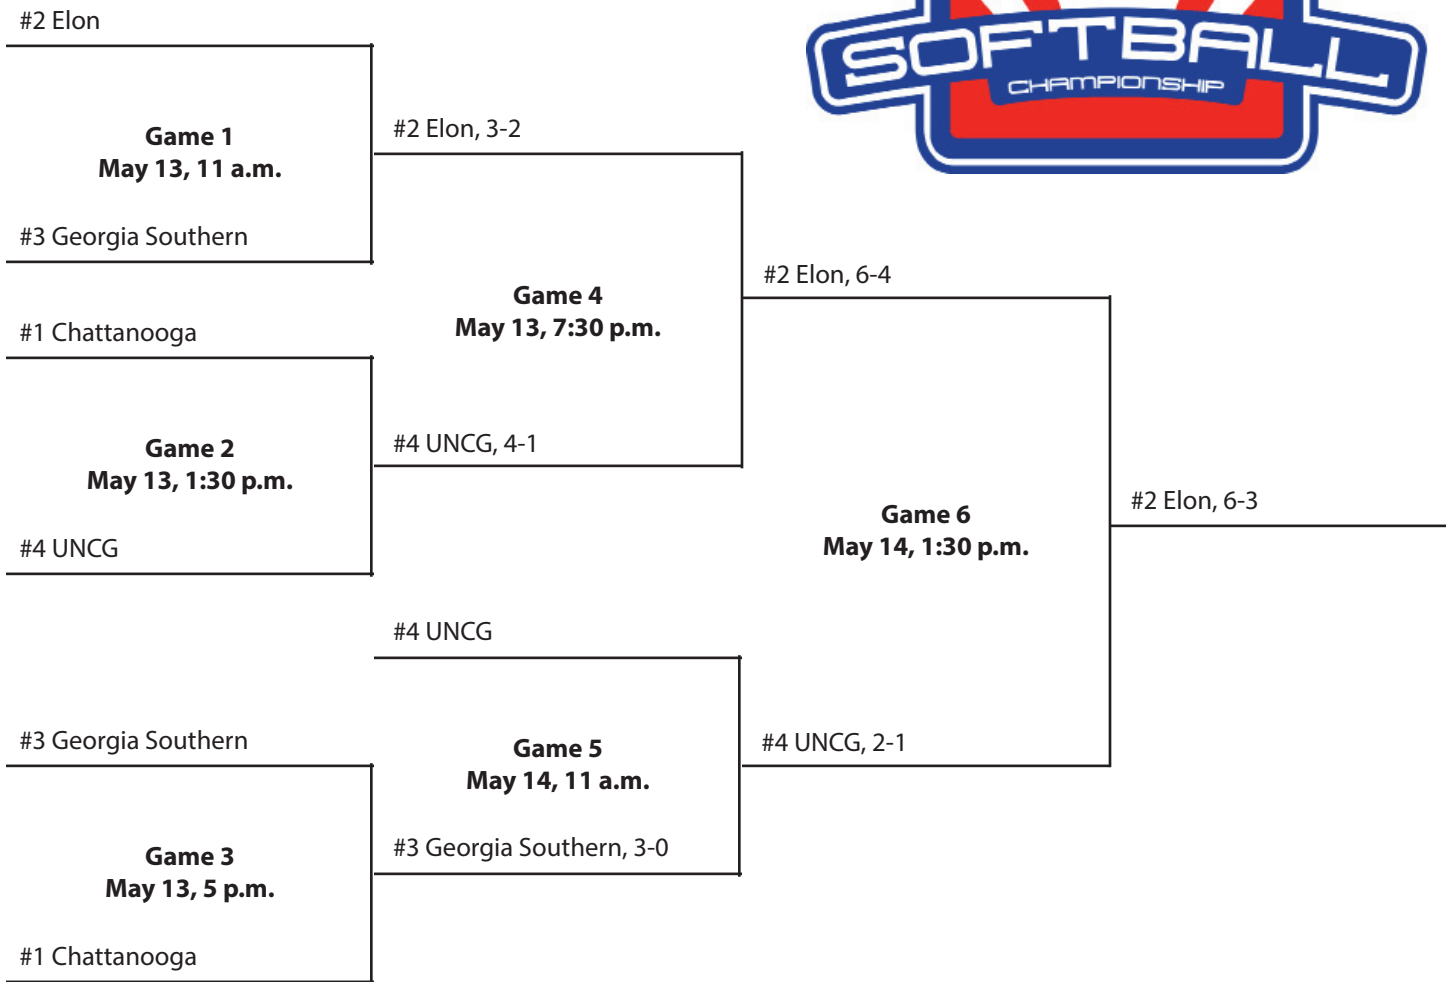 #2 Elon
SOFTBALL
CHAMPIONSHIP
Game 1
May 13, 11 a.m.
#2 Elon, 3-2
#3 Georgia Southern
#1 Chattanooga
Game 4
May 13, 7:30 p.m.
#2 Elon, 6-4
Game 2
May 13, 1:30 p.m.
#4 UNCG, 4-1
#4 UNCG
Game 6
May 14, 1:30 p.m.
#2 Elon, 6-3
#4 UNCG
#3 Georgia Southern
Game 5
May 14, 11 a.m.
#4 UNCG, 2-1
Game 3
May 13, 5 p.m.
#3 Georgia Southern, 3-0
#1 Chattanooga